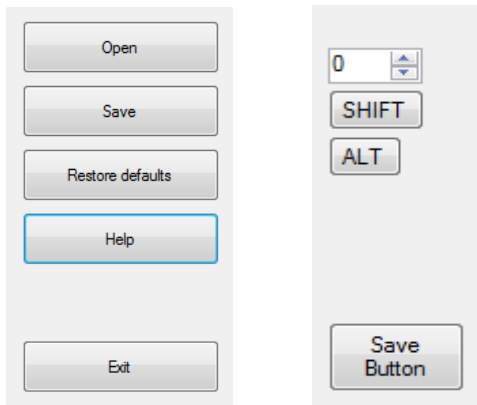 Open
Save
Restore defaults
Help
Exit
0
SHIFT
ALT
Save
Button